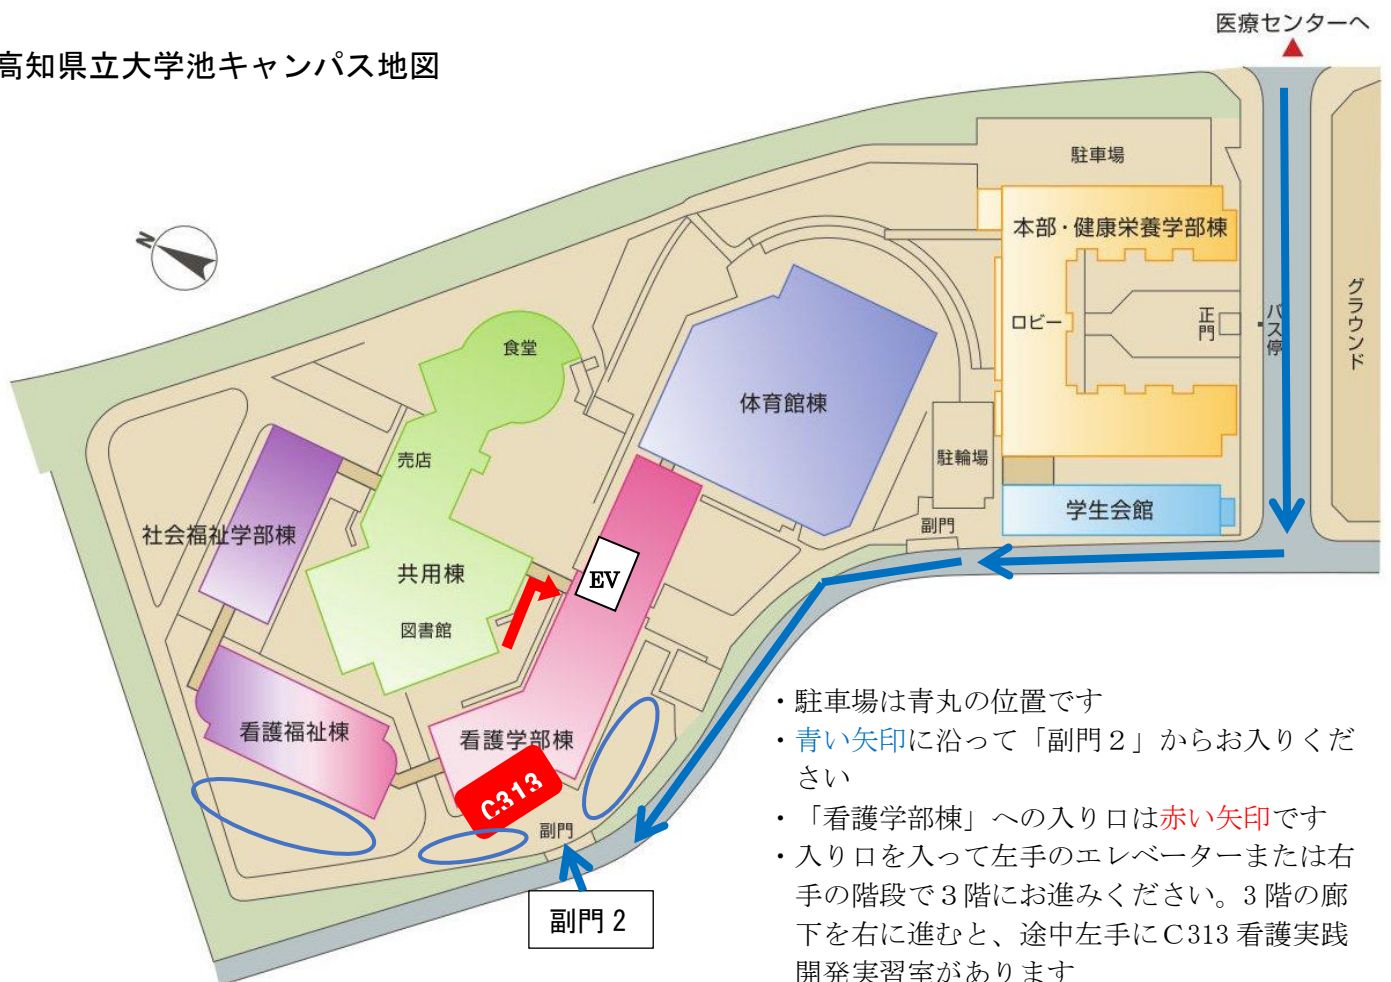 医療センターへ
高知県立大学池キャンパス地図
駐車場
本部・健康栄養学部棟
N
グラウンド
ロビー
正門
バス停
食堂
体育館棟
売店
駐輪場
学生会館
副門
社会福祉学部棟
共用棟
EV
図書館
看護福祉棟
看護学部棟
C313
副門
副門 2
・駐車場は青丸の位置です
・青い矢印に沿って「副門２」からお入りくだ
さい
・「看護学部棟」への入り口は赤い矢印です
・入り口を入って左手のエレベーターまたは右
手の階段で３階にお進みください。3 階の廊
下を右に進むと、途中左手にＣ313 看護実践
開発実習室があります